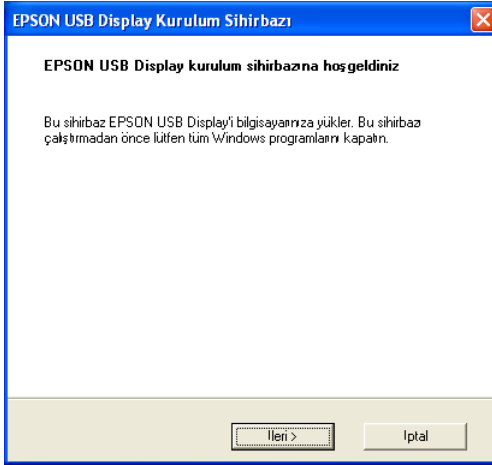 EPSON USB Display Kurulum Sihirbazı
EPSON USB Display kurulum sihirbazına hoşgeldiniz
Bu sihirbaz EPSON USB Display'i bilgisayarınıza yükler. Bu sihirbazı
çalıştırmadan önce lütfen tüm Windows programlarını kapatın.
İleri >
Iptal